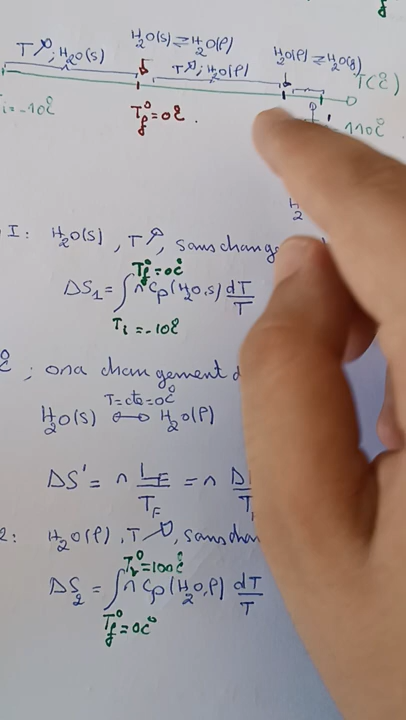 H₂O(s) ⇄ H₂O(l)
T↗; H₂O(s)
T↗; H₂O(l)
H₂O(l) ⇄ H₂O(g)
T(°C)
Ti = -10°C
T°f = 0°C.
110°C
H₂
I: H₂O(s), T↗, sans chang
ΔS₁ = ∫ n Cp(H₂O,s) dT/T
T°f = 0°C
Ti = -10°C
°C; on a changement d
T = cte = 0°C
H₂O(s) ⟷ H₂O(l)
ΔS' = n LF/TF = n
2: H₂O(l), T↗, sans chan
T°v = 100°C
ΔS₂ = ∫ n Cp(H₂O,l) dT/T
T°f = 0°C